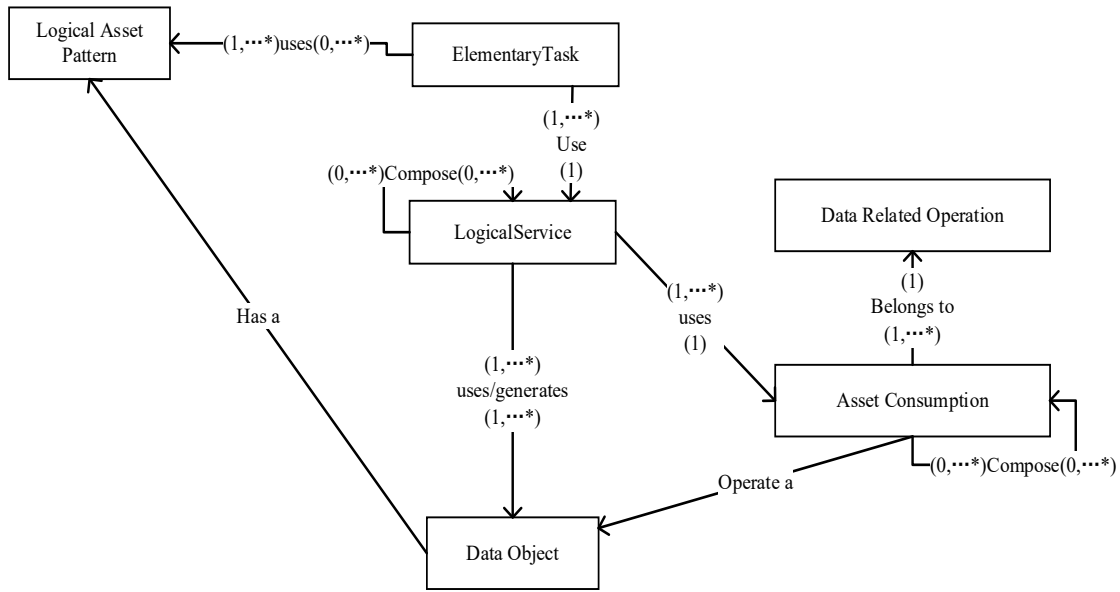 Logical Asset
Pattern
(1,···*)uses(0,···*)
ElementaryTask
(1,···*)
Use
(1)
(0,···*)Compose(0,···*)
LogicalService
Data Related Operation
(1)
Belongs to
(1,···*)
(1,···*)
uses
(1)
Has a
(1,···*)
uses/generates
(1,···*)
Asset Consumption
(0,···*)Compose(0,···*)
Operate a
Data Object